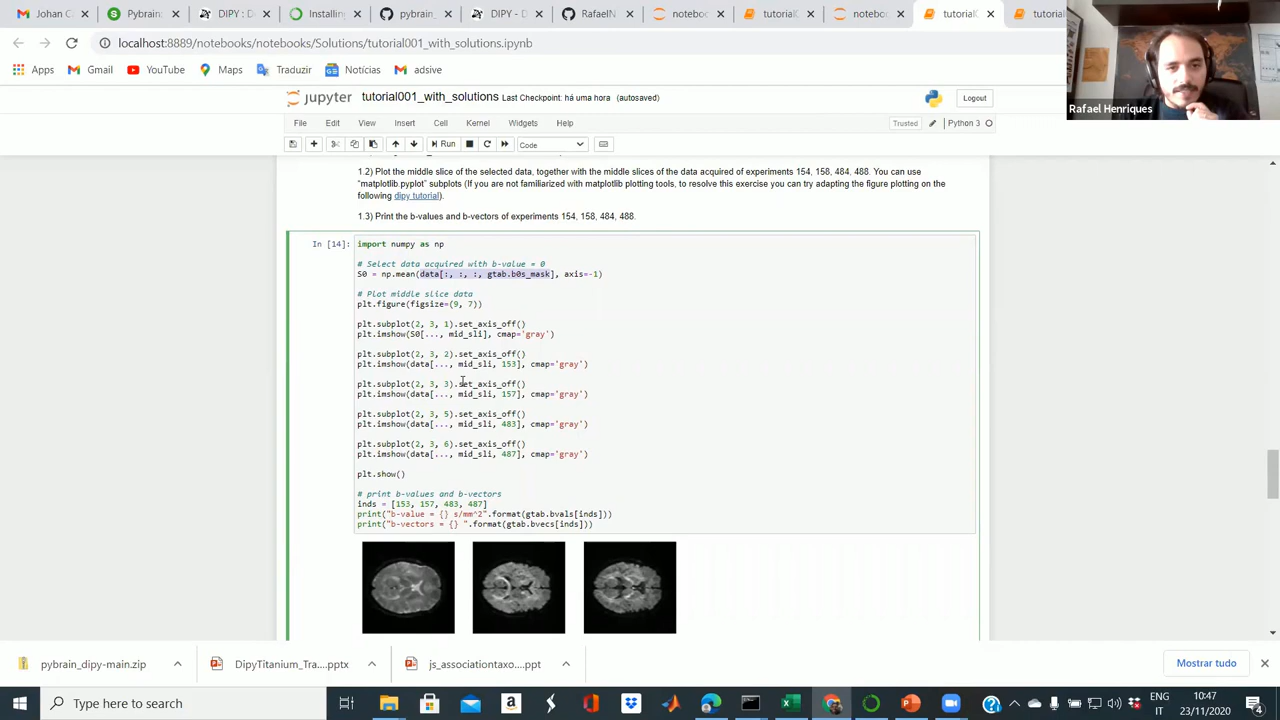 Johan C
Pybrain:
DIPY : D
Installing
pybrain_
DIPY -
RafaelN
notebo
tutoria
notebo
tutoriaK
tutoria
localhost:8889/notebooks/notebooks/Solutions/tutorial001_with_solutions.ipynb
Apps Gmail YouTube Maps Traduzir Notícias adsive
Rafael Henriques
jupyter tutorial001_with_solutions Last Checkpoint: há uma hora (autosaved) Logout
File Edit View Insert Cell Kernel Widgets Help Trusted Python 3
Run Code
1.2) Plot the middle slice of the selected data, together with the middle slices of the data acquired of experiments 154, 158, 484, 488. You can use
"matplotlib.pyplot" subplots (If you are not familiarized with matplotlib plotting tools, to resolve this exercise you can try adapting the figure plotting on the
following dipy tutorial).
1.3) Print the b-values and b-vectors of experiments 154, 158, 484, 488.
In [14]: import numpy as np
# Select data acquired with b-value = 0
S0 = np.mean(data[:, :, :, gtab.b0s_mask], axis=-1)
# Plot middle slice data
plt.figure(figsize=(9, 7))
plt.subplot(2, 3, 1).set_axis_off()
plt.imshow(S0[..., mid_sli], cmap='gray')
plt.subplot(2, 3, 2).set_axis_off()
plt.imshow(data[..., mid_sli, 153], cmap='gray')
plt.subplot(2, 3, 3).set_axis_off()
plt.imshow(data[..., mid_sli, 157], cmap='gray')
plt.subplot(2, 3, 5).set_axis_off()
plt.imshow(data[..., mid_sli, 483], cmap='gray')
plt.subplot(2, 3, 6).set_axis_off()
plt.imshow(data[..., mid_sli, 487], cmap='gray')
plt.show()
# print b-values and b-vectors
inds = [153, 157, 483, 487]
print("b-value = {} s/mm^2".format(gtab.bvals[inds]))
print("b-vectors = {} ".format(gtab.bvecs[inds]))
pybrain_dipy-main.zip DipyTitanium_Tra....pptx js_associationtaxo....ppt Mostrar tudo
Type here to search
ENG
IT
10:47
23/11/2020